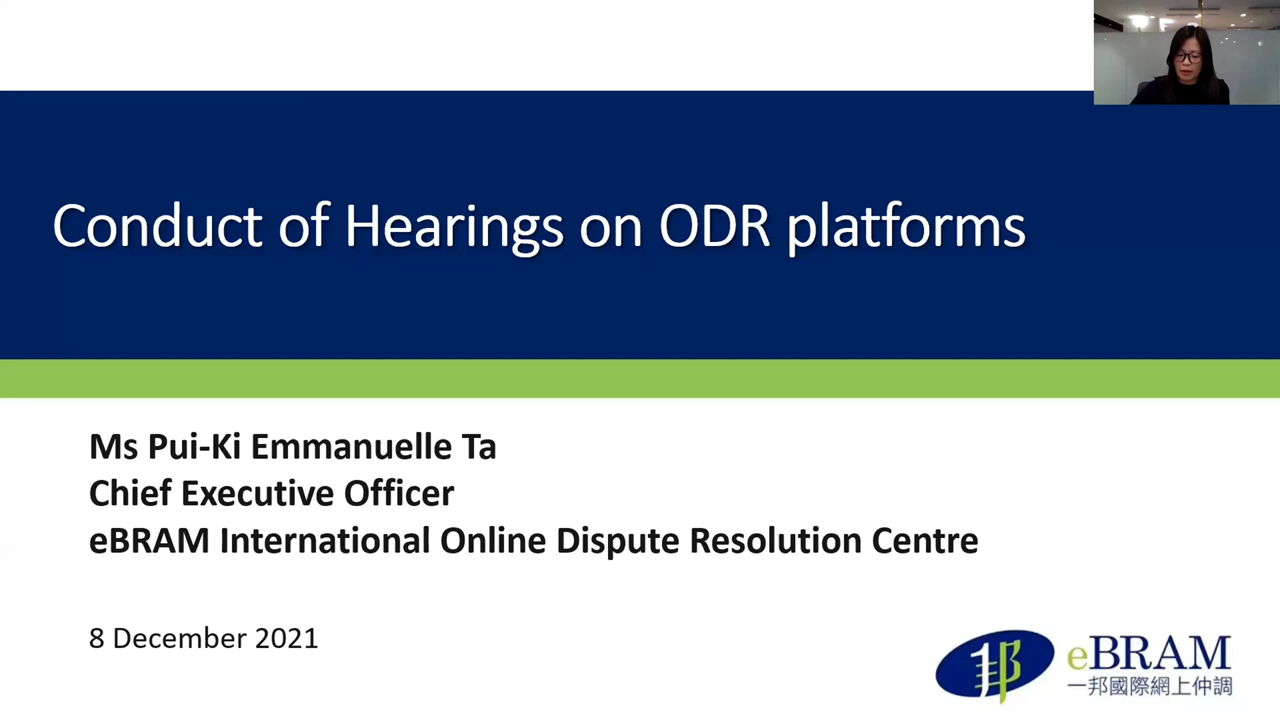 Conduct of Hearings on ODR platforms
Ms Pui-Ki Emmanuelle Ta
Chief Executive Officer
eBRAM International Online Dispute Resolution Centre
8 December 2021
邦
eBRAM
一邦國際網上仲調